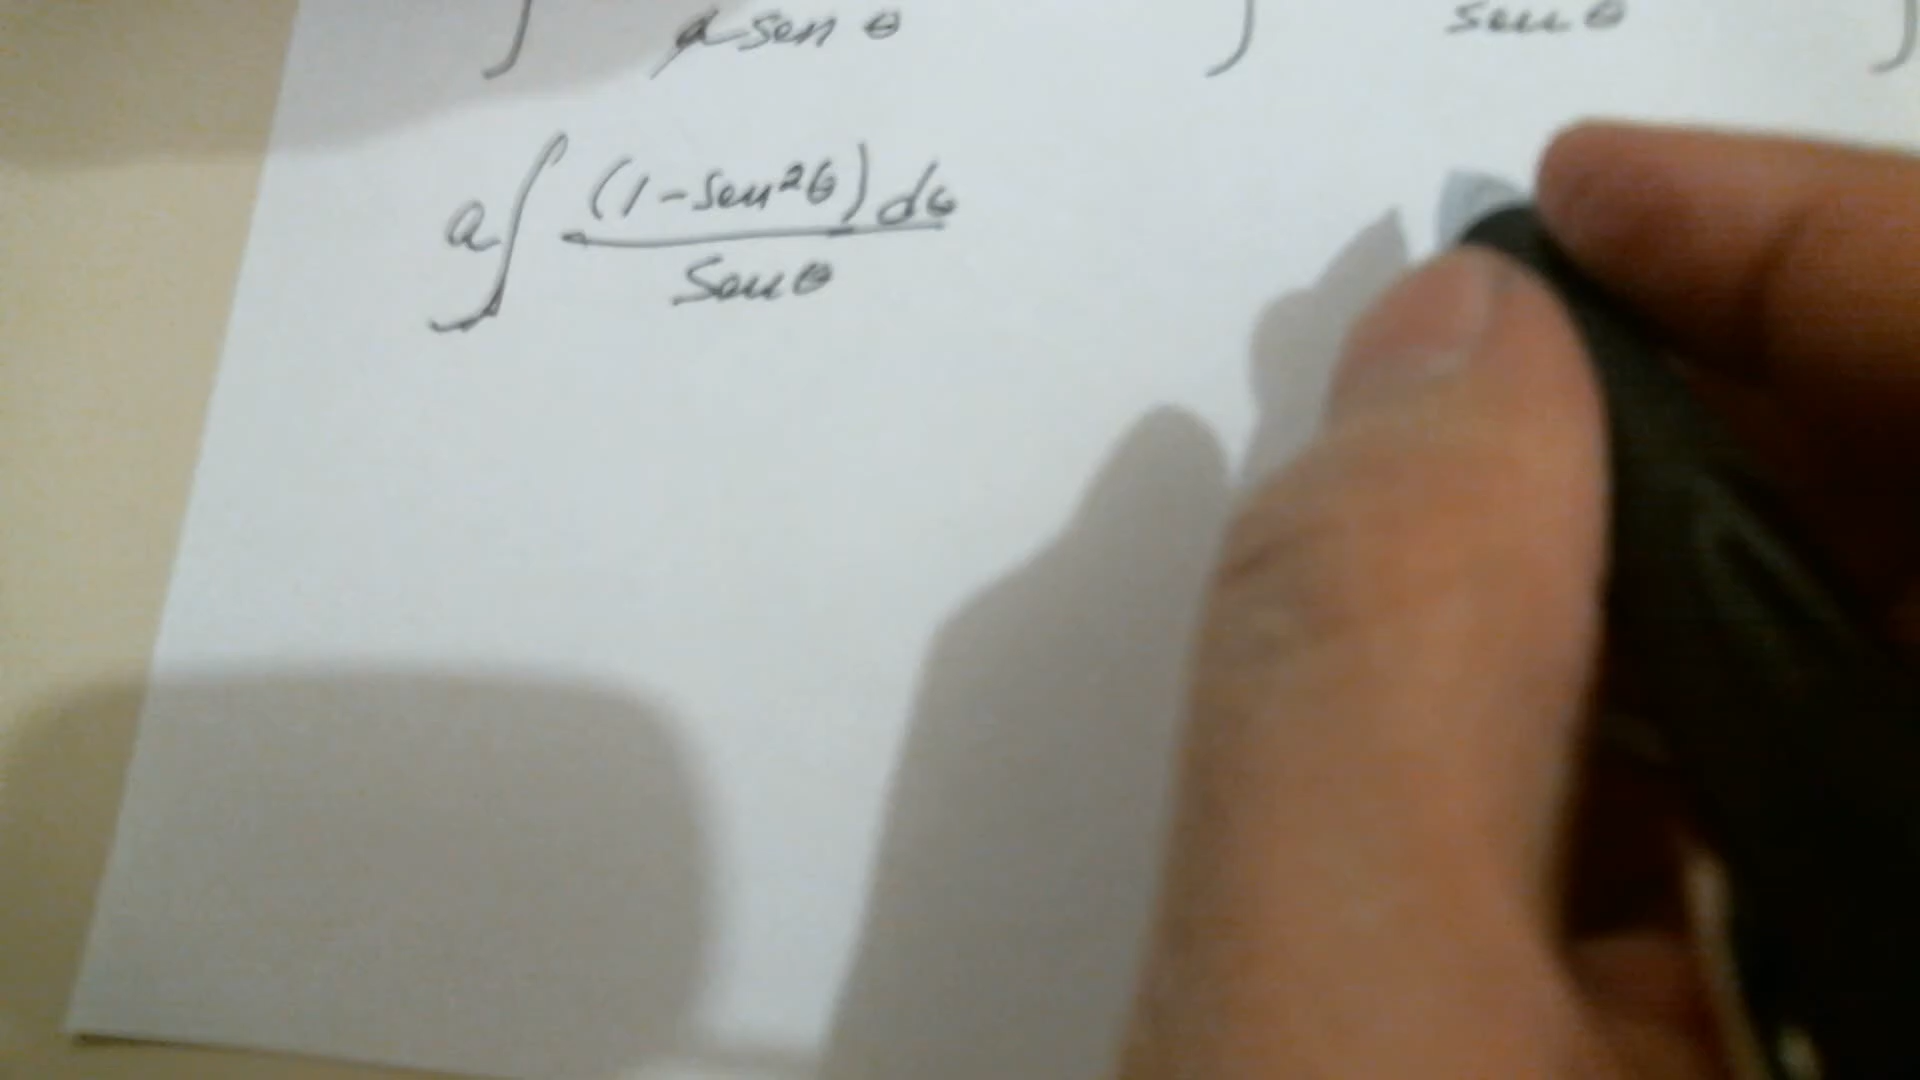 ∫ a sen θ ∫ sen θ ∫
a ∫ (1 - sen²θ) dθ
sen θ